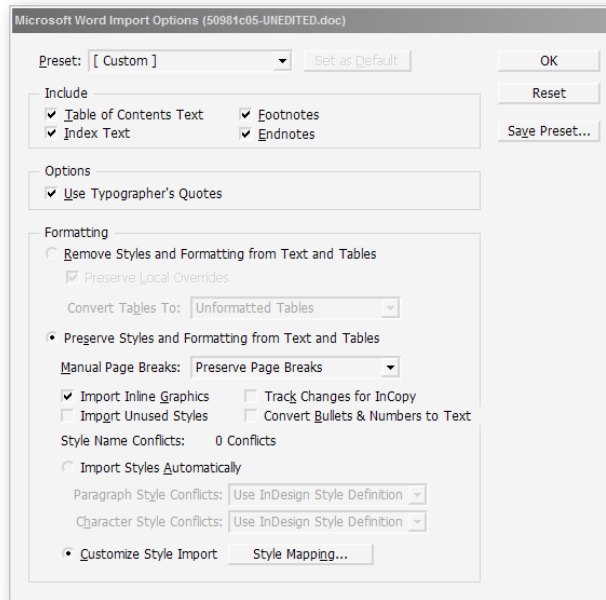 Microsoft Word Import Options (50981c05-UNEDITED.doc)
Preset: [ Custom ] Set as Default OK
Include Reset
Table of Contents Text Footnotes
Index Text Endnotes Save Preset...
Options
Use Typographer's Quotes
Formatting
Remove Styles and Formatting from Text and Tables
Preserve Local Overrides
Convert Tables To: Unformatted Tables
Preserve Styles and Formatting from Text and Tables
Manual Page Breaks: Preserve Page Breaks
Import Inline Graphics Track Changes for InCopy
Import Unused Styles Convert Bullets & Numbers to Text
Style Name Conflicts: 0 Conflicts
Import Styles Automatically
Paragraph Style Conflicts: Use InDesign Style Definition
Character Style Conflicts: Use InDesign Style Definition
Customize Style Import Style Mapping...